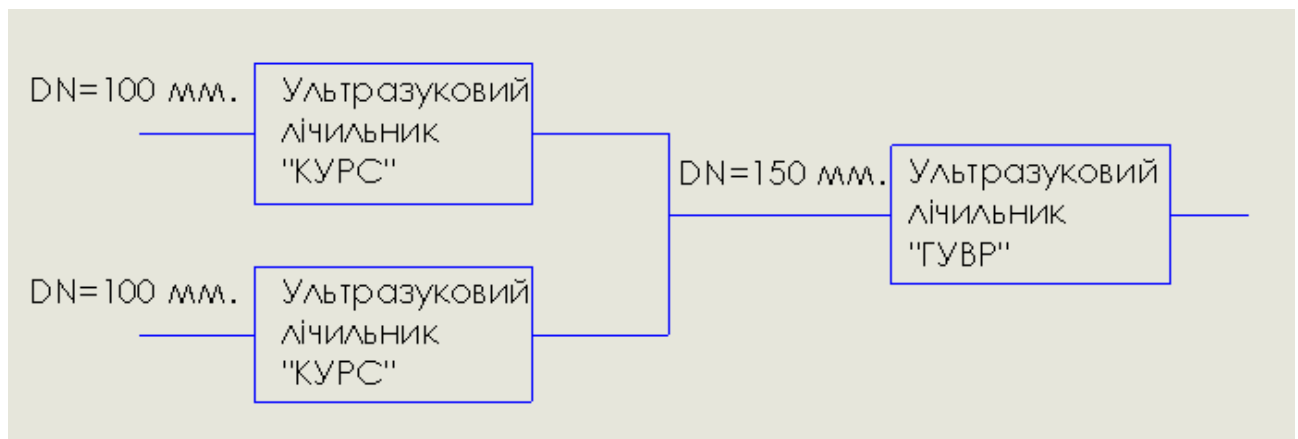 DN=100 мм.
Ультразуковий
лічильник
"КУРС"
DN=150 мм.
Ультразуковий
лічильник
"ГУВР"
DN=100 мм.
Ультразуковий
лічильник
"КУРС"